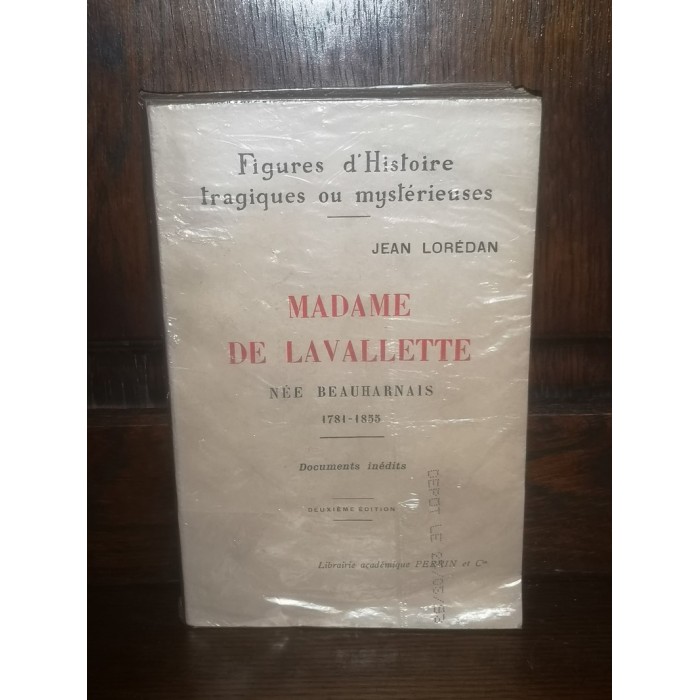 Figures d'Histoire
tragiques ou mystérieuses
JEAN LORÉDAN
MADAME
DE LAVALLETTE
NÉE BEAUHARNAIS
1781-1855
Documents inédits
DEUXIÈME ÉDITION
Librairie académique PERRIN et Cie
DEPOT LE